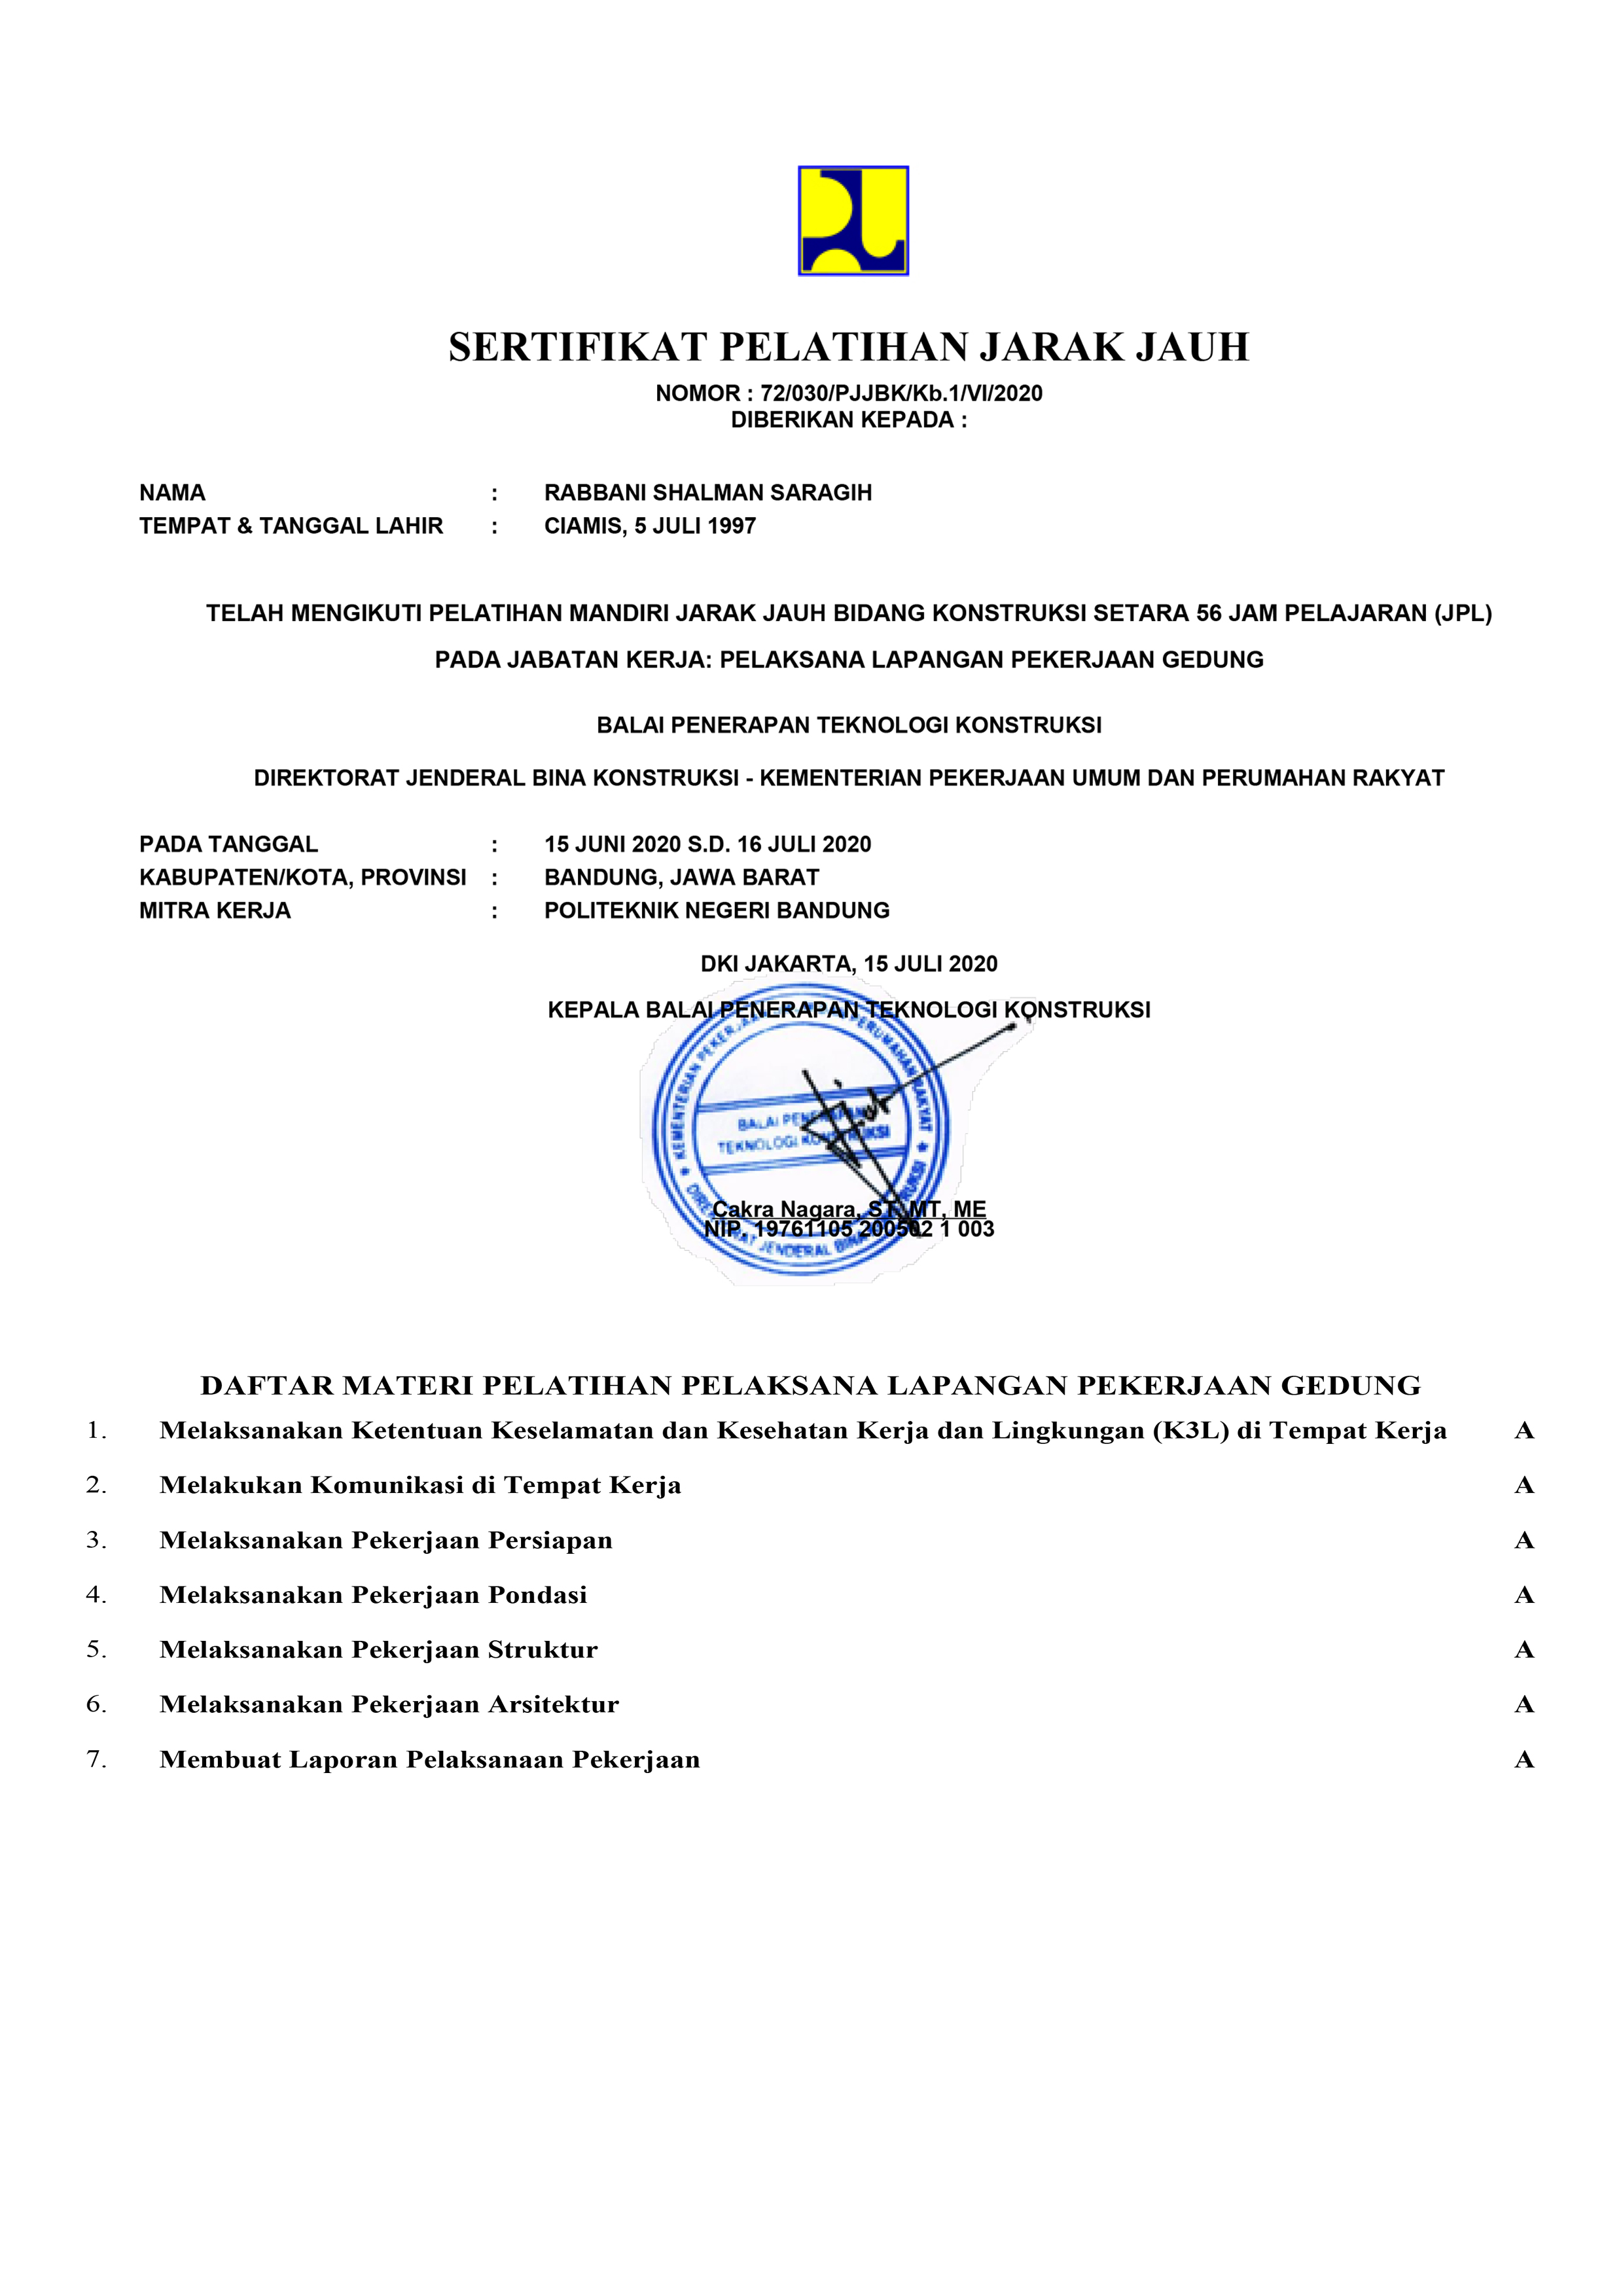 SERTIFIKAT PELATIHAN JARAK JAUH
NOMOR : 72/030/PJJBK/Kb.1/VI/2020
DIBERIKAN KEPADA :
NAMA : RABBANI SHALMAN SARAGIH
TEMPAT & TANGGAL LAHIR : CIAMIS, 5 JULI 1997
TELAH MENGIKUTI PELATIHAN MANDIRI JARAK JAUH BIDANG KONSTRUKSI SETARA 56 JAM PELAJARAN (JPL)
PADA JABATAN KERJA: PELAKSANA LAPANGAN PEKERJAAN GEDUNG
BALAI PENERAPAN TEKNOLOGI KONSTRUKSI
DIREKTORAT JENDERAL BINA KONSTRUKSI - KEMENTERIAN PEKERJAAN UMUM DAN PERUMAHAN RAKYAT
PADA TANGGAL : 15 JUNI 2020 S.D. 16 JULI 2020
KABUPATEN/KOTA, PROVINSI : BANDUNG, JAWA BARAT
MITRA KERJA : POLITEKNIK NEGERI BANDUNG
DKI JAKARTA, 15 JULI 2020
KEPALA BALAI PENERAPAN TEKNOLOGI KONSTRUKSI
KEMENTERIAN PEKERJAAN PERUMAHAN RAKYAT
BALAI PENERAPAN
TEKNOLOGI KONSTRUKSI
JENDERAL BINA
Cakra Nagara, ST, MT, ME
NIP. 19761105 200502 1 003
DAFTAR MATERI PELATIHAN PELAKSANA LAPANGAN PEKERJAAN GEDUNG
1. Melaksanakan Ketentuan Keselamatan dan Kesehatan Kerja dan Lingkungan (K3L) di Tempat Kerja A
2. Melakukan Komunikasi di Tempat Kerja A
3. Melaksanakan Pekerjaan Persiapan A
4. Melaksanakan Pekerjaan Pondasi A
5. Melaksanakan Pekerjaan Struktur A
6. Melaksanakan Pekerjaan Arsitektur A
7. Membuat Laporan Pelaksanaan Pekerjaan A